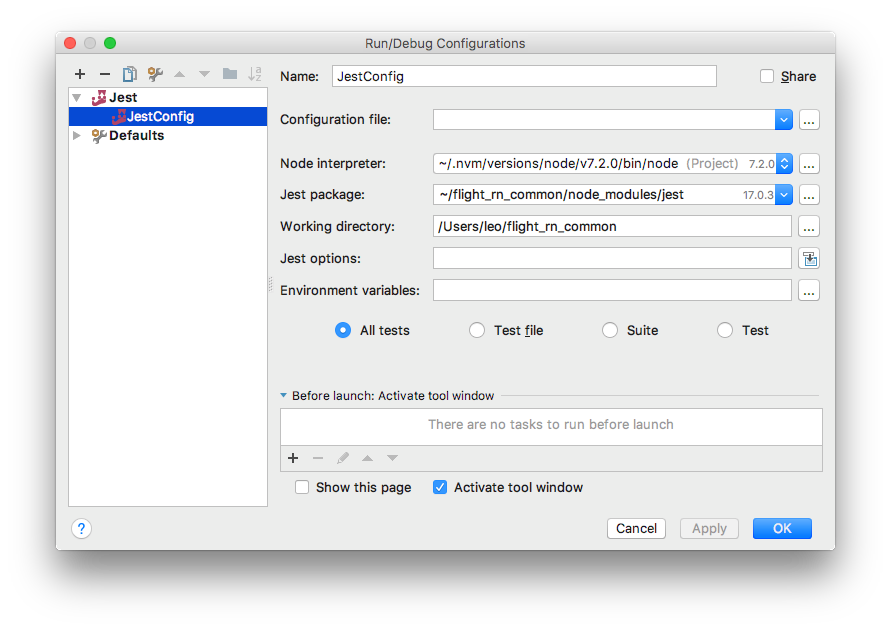 Run/Debug Configurations
Name: JestConfig Share
Jest
JestConfig
Defaults
Configuration file: ...
Node interpreter: ~/.nvm/versions/node/v7.2.0/bin/node (Project) 7.2.0 ...
Jest package: ~/flight_rn_common/node_modules/jest 17.0.3 ...
Working directory: /Users/leo/flight_rn_common ...
Jest options:
Environment variables: ...
All tests Test file Suite Test
Before launch: Activate tool window
There are no tasks to run before launch
Show this page Activate tool window
? Cancel Apply OK